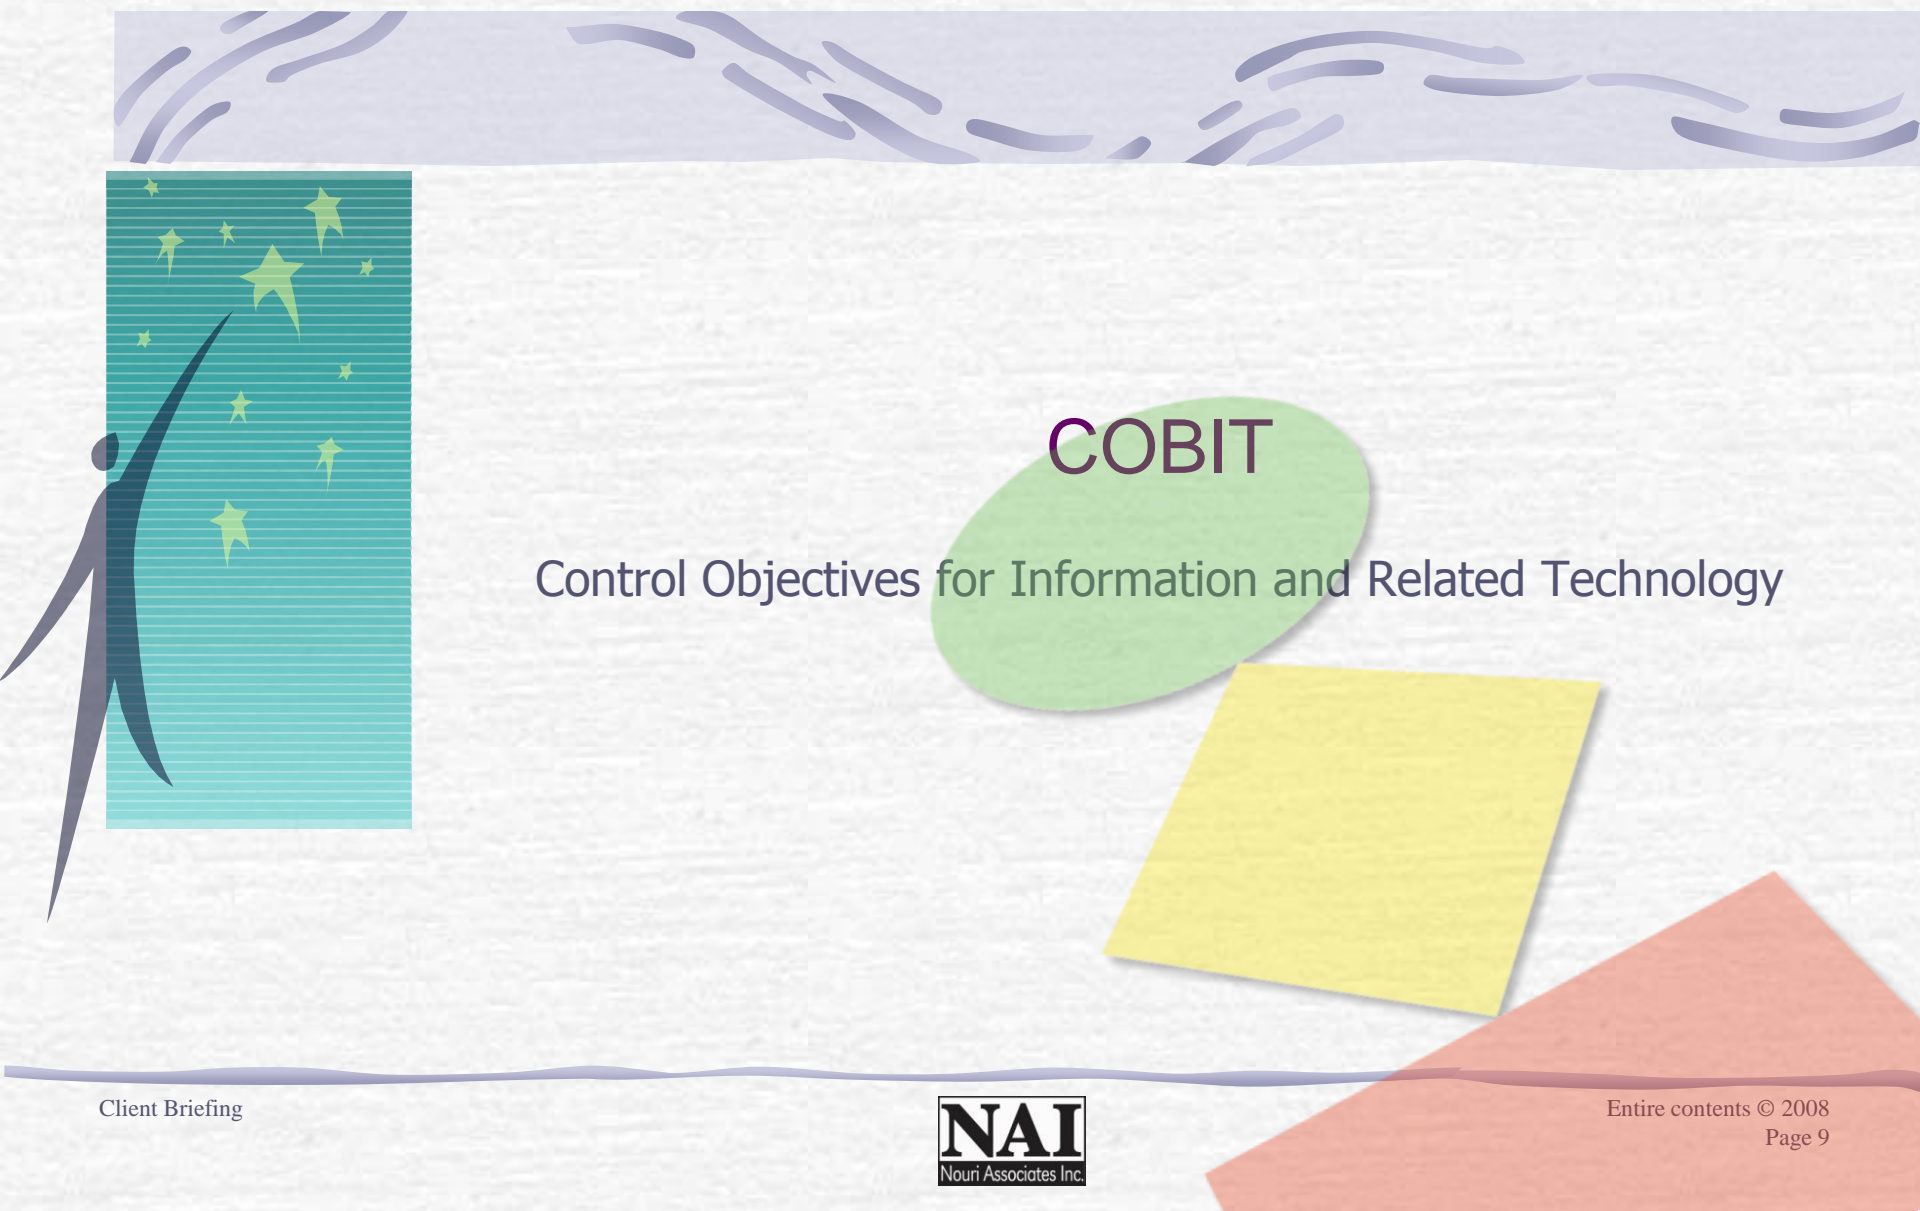 COBIT
Control Objectives for Information and Related Technology
Client Briefing
NAI
Nouri Associates Inc.
Entire contents © 2008
Page 9